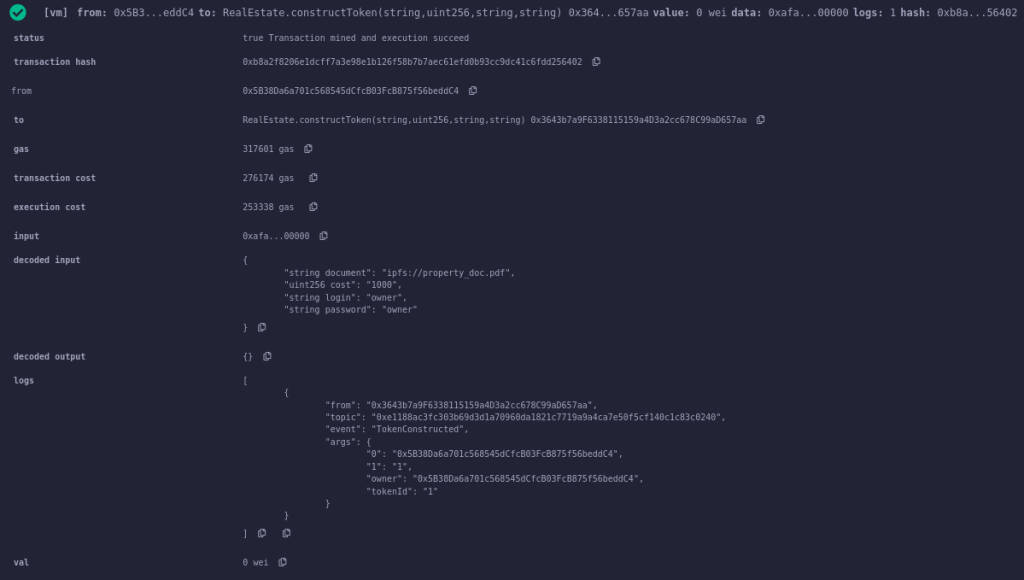 [vm] from: 0x5B3...eddC4 to: RealEstate.constructToken(string,uint256,string,string) 0x364...657aa value: 0 wei data: 0xafa...00000 logs: 1 hash: 0xb8a...56402
status true Transaction mined and execution succeed
transaction hash 0xb8a2f8206e1dcff7a3e98e1b126f58b7b7aec61efd0b93cc9dc41c6fdd256402
from 0x5B38Da6a701c568545dCfcB03FcB875f56beddC4
to RealEstate.constructToken(string,uint256,string,string) 0x3643b7a9F6338115159a4D3a2cc678C99aD657aa
gas 317601 gas
transaction cost 276174 gas
execution cost 253338 gas
input 0xafa...00000
decoded input {
"string document": "ipfs://property_doc.pdf",
"uint256 cost": "1000",
"string login": "owner",
"string password": "owner"
}
decoded output {}
logs [
{
"from": "0x3643b7a9F6338115159a4D3a2cc678C99aD657aa",
"topic": "0xe1188ac3fc303b69d3d1a70960da1821c7719a9a4ca7e50f5cf140c1c83c0240",
"event": "TokenConstructed",
"args": {
"0": "0x5B38Da6a701c568545dCfcB03FcB875f56beddC4",
"1": "1",
"owner": "0x5B38Da6a701c568545dCfcB03FcB875f56beddC4",
"tokenId": "1"
}
}
]
val 0 wei